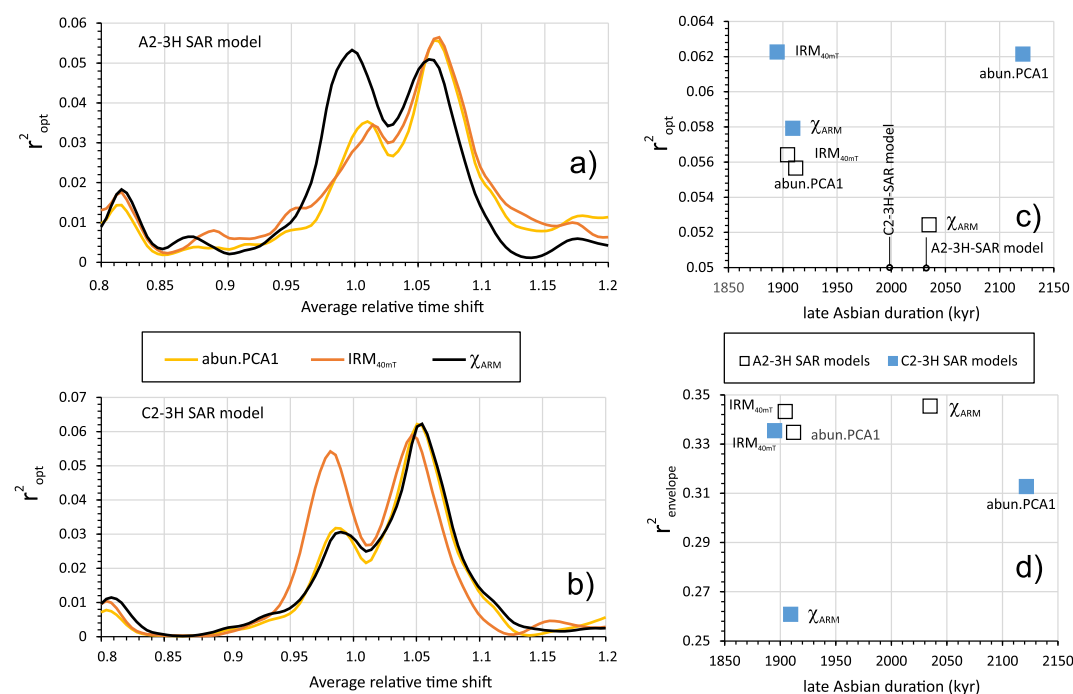 A2-3H SAR model
r²opt
0.06
0.05
0.04
0.03
0.02
0.01
0
a)
0.8 0.85 0.9 0.95 1.0 1.05 1.1 1.15 1.2
Average relative time shift
abun.PCA1 IRM40mT χARM
C2-3H SAR model
r²opt
0.07
0.06
0.05
0.04
0.03
0.02
0.01
0
b)
0.8 0.85 0.9 0.95 1.0 1.05 1.1 1.15 1.2
Average relative time shift
r²opt
0.064
0.062
0.06
0.058
0.056
0.054
0.052
0.05
IRM40mT
abun.PCA1
χARM
IRM40mT
abun.PCA1
χARM
C2-3H-SAR model
A2-3H-SAR model
c)
1850 1900 1950 2000 2050 2100 2150
late Asbian duration (kyr)
A2-3H SAR models C2-3H SAR models
r²envelope
0.35
0.33
0.31
0.29
0.27
0.25
IRM40mT
χARM
abun.PCA1
IRM40mT
abun.PCA1
χARM
d)
1850 1900 1950 2000 2050 2100 2150
late Asbian duration (kyr)